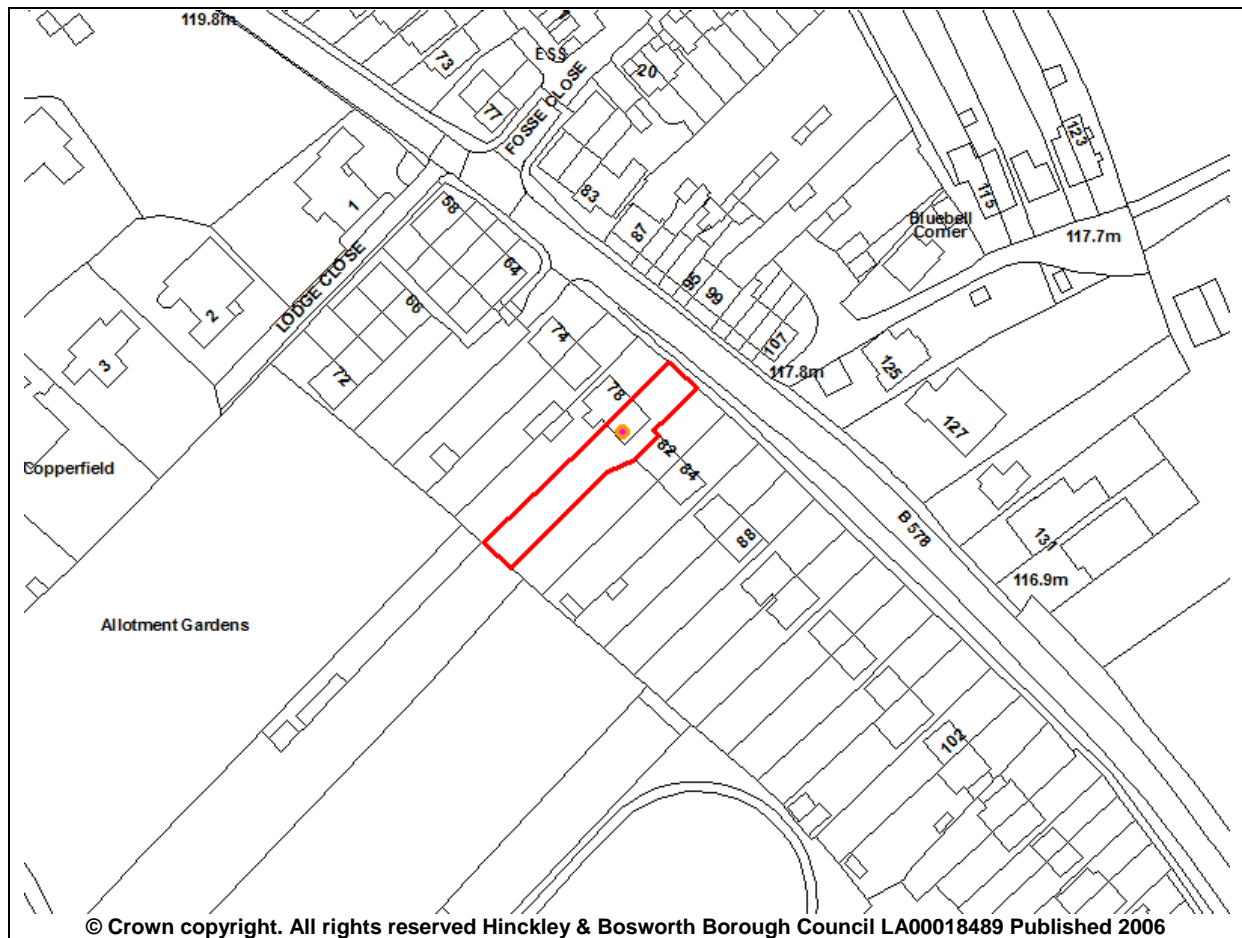 119.8m
ESS
73
20
77
FOSSE CLOSE
123
83
115
1
58
87
Bluebell
Corner
117.7m
64
95
99
LODGE CLOSE
66
2
74
107
125
117.8m
3
72
78
127
82
84
Copperfield
B 578
88
131
116.9m
Allotment Gardens
102
© Crown copyright. All rights reserved Hinckley & Bosworth Borough Council LA00018489 Published 2006